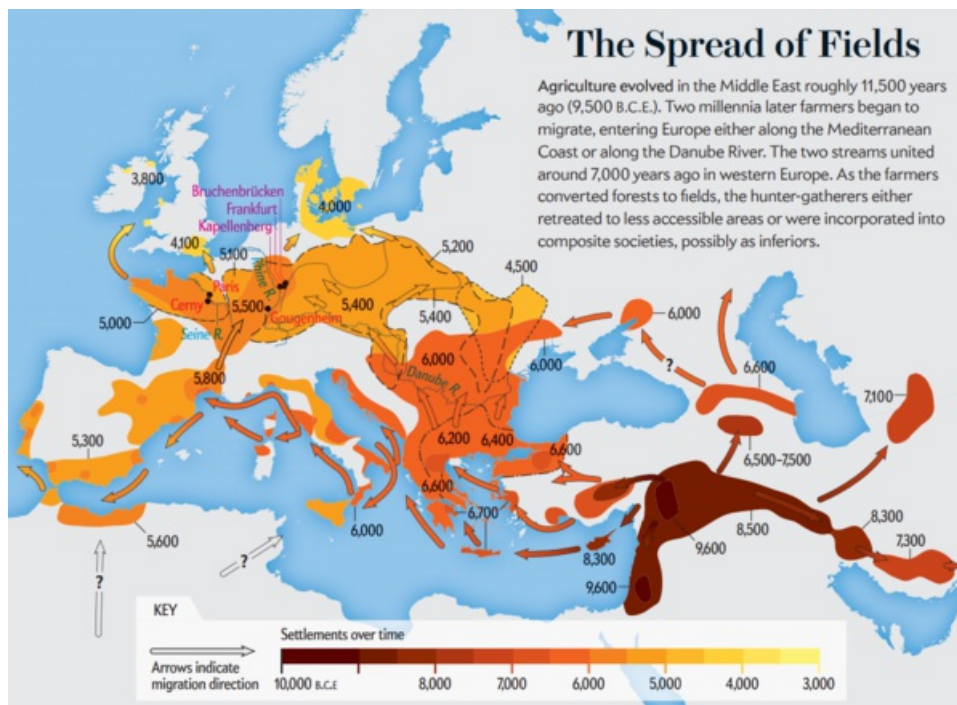 The Spread of Fields
Agriculture evolved in the Middle East roughly 11,500 years
ago (9,500 B.C.E.). Two millennia later farmers began to
migrate, entering Europe either along the Mediterranean
Coast or along the Danube River. The two streams united
around 7,000 years ago in western Europe. As the farmers
converted forests to fields, the hunter-gatherers either
retreated to less accessible areas or were incorporated into
composite societies, possibly as inferiors.
3,800
Bruchenbrücken
Frankfurt
Kapellenberg
4,000
4,100
5,100
5,200
4,500
Rhine R.
Paris
Cerny
5,500
5,400
5,400
Gougenheim
5,000
Seine R.
6,000
6,000
6,000
?
Danube R.
5,800
6,600
7,100
5,300
6,200
6,400
6,600
6,500–7,500
6,600
6,700
6,000
5,600
8,500
8,300
9,600
7,300
8,300
9,600
?
?
KEY
Arrows indicate
migration direction
Settlements over time
10,000 B.C.E
8,000
7,000
6,000
5,000
4,000
3,000